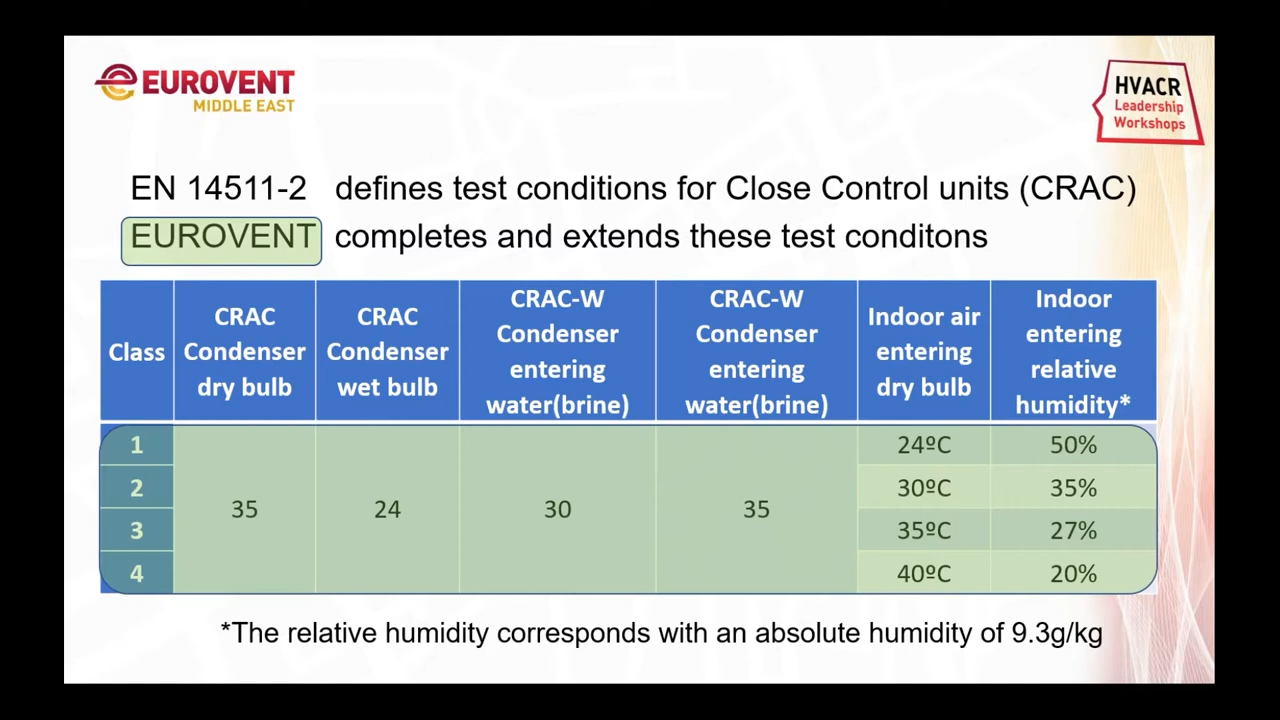 EUROVENT
MIDDLE EAST
HVACR
Leadership
Workshops
EN 14511-2 defines test conditions for Close Control units (CRAC)
EUROVENT completes and extends these test conditons
Class
CRAC
Condenser
dry bulb
CRAC
Condenser
wet bulb
CRAC-W
Condenser
entering
water(brine)
CRAC-W
Condenser
entering
water(brine)
Indoor air
entering
dry bulb
Indoor
entering
relative
humidity*
1 24ºC 50%
2 30ºC 35%
35 24 30 35
3 35ºC 27%
4 40ºC 20%
*The relative humidity corresponds with an absolute humidity of 9.3g/kg